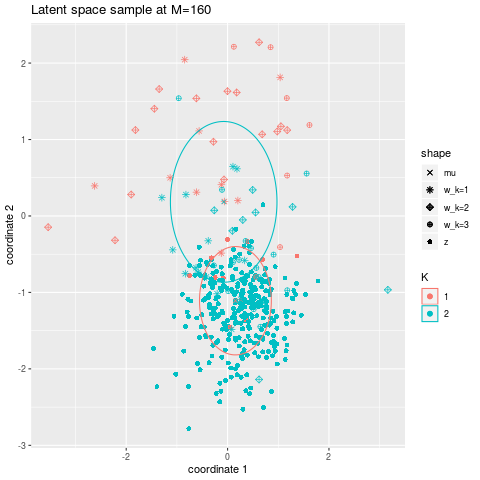 Latent space sample at M=160
coordinate 2
2
1
0
-1
-2
-3
-2
0
2
coordinate 1
shape
mu
w_k=1
w_k=2
w_k=3
z
K
1
2